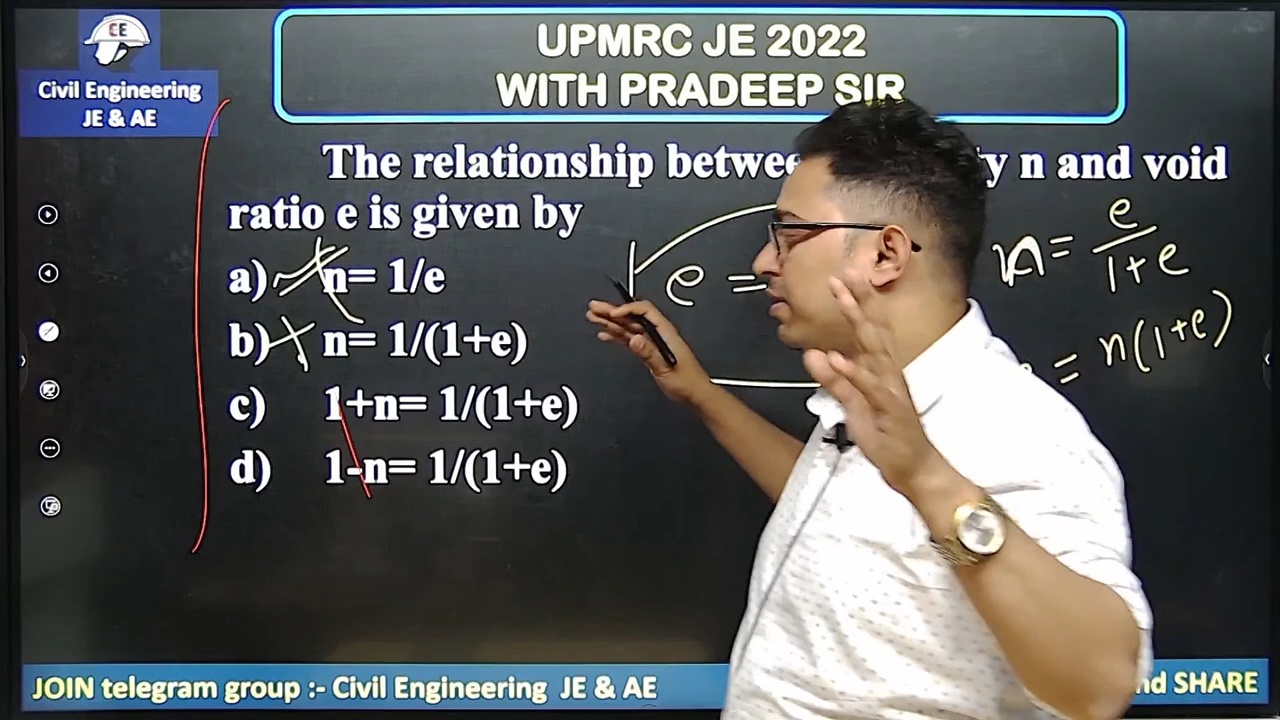 CE
Civil Engineering
JE & AE
UPMRC JE 2022
WITH PRADEEP SIR
The relationship n and void
ratio e is given by
a) n= 1/e
b) n= 1/(1+e)
c) 1+n= 1/(1+e)
d) 1-n= 1/(1+e)
e =
n = e/(1+e)
= n(1+e)
JOIN telegram group :- Civil Engineering JE & AE
SHARE